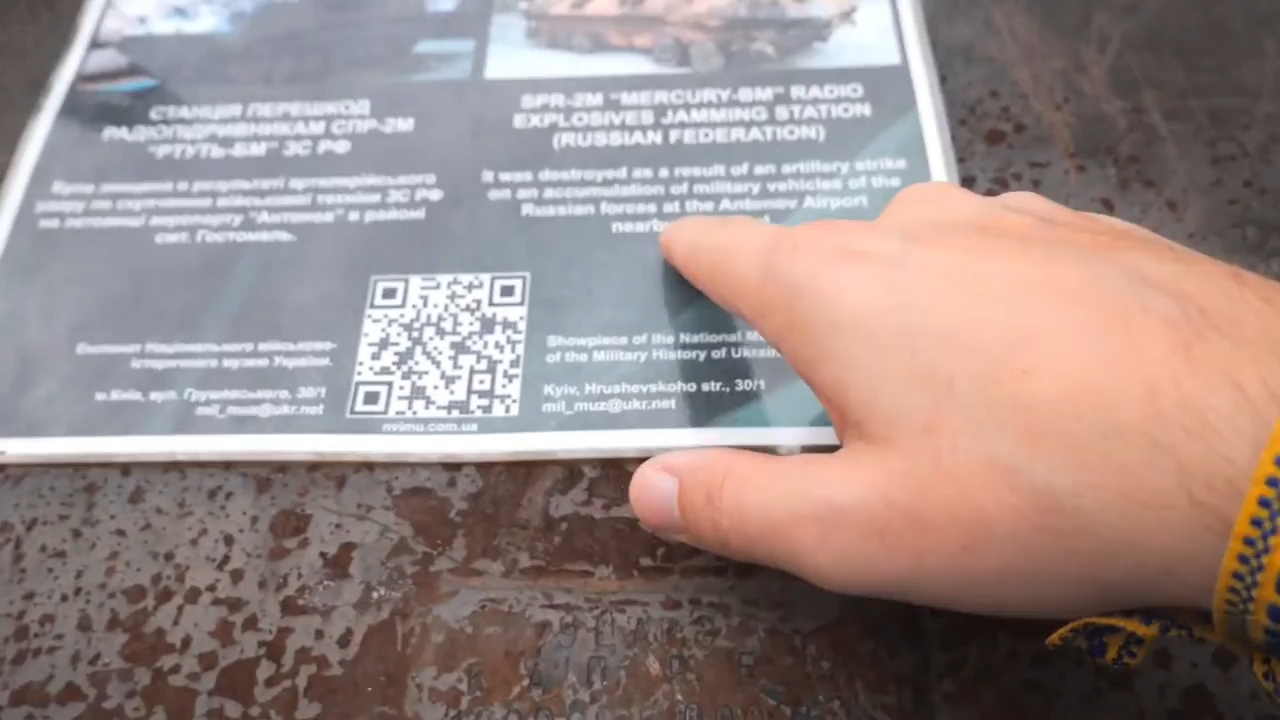 СТАНЦІЯ ПЕРЕШКОД
РАДІОПІДРИВНИКАМ СПР-2М
"РТУТЬ-БМ" ЗС РФ
Була знищена в результаті артилерійського
удару по скупченню військової техніки ЗС РФ
на летовищі аеропорту "Антонов" в районі
смт. Гостомель.
Експонат Національного військово-
історичного музею України.
м.Київ, вул. Грушевського, 30/1
mil_muz@ukr.net
nvimu.com.ua
SPR-2M "MERCURY-BM" RADIO
EXPLOSIVES JAMMING STATION
(RUSSIAN FEDERATION)
It was destroyed as a result of an artillery strike
on an accumulation of military vehicles of the
Russian forces at the Antonov Airport
Showpiece of the National
of the Military History of
Kyiv, Hrushevskoho str., 30/1
mil_muz@ukr.net